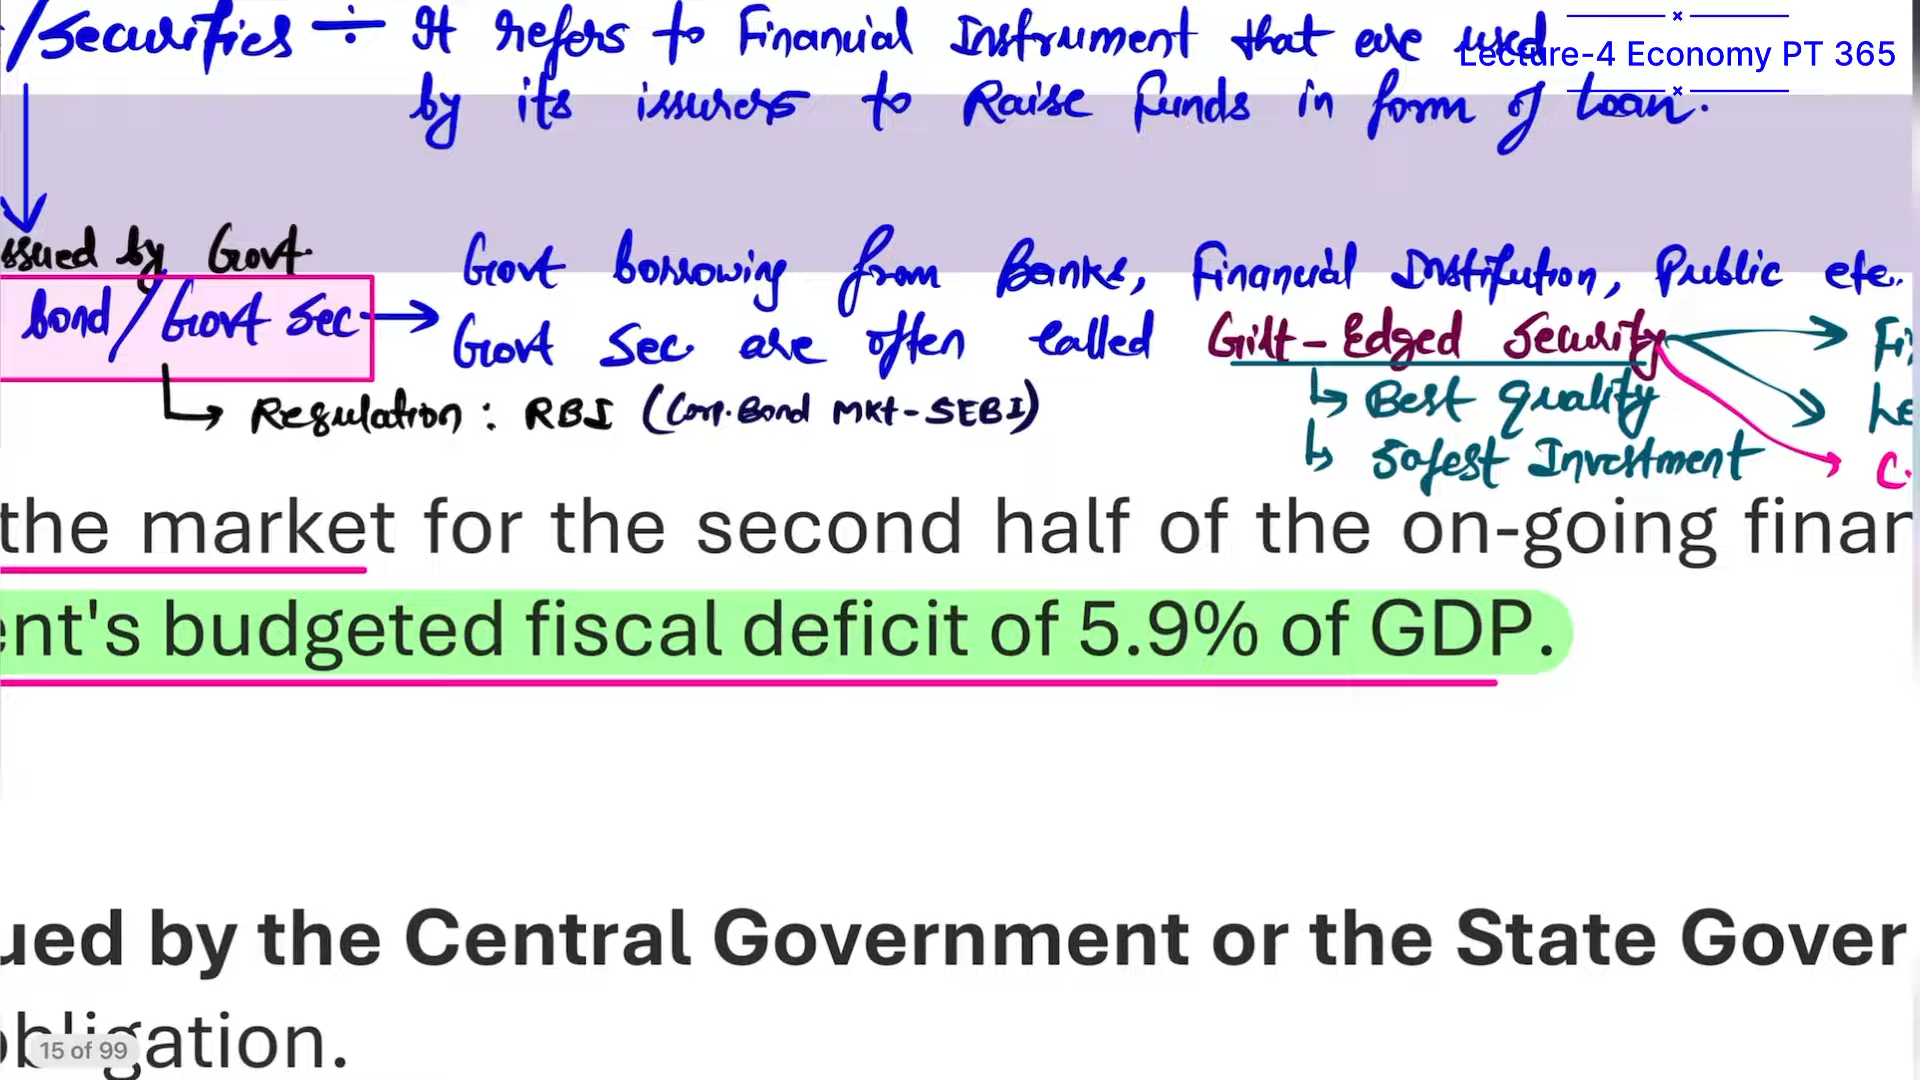 /Securities ÷ It refers to Financial Instrument that are used
Lecture-4 Economy PT 365
by its issurers to Raise Funds in form of Loan.
issued by Govt.
bond/Govt Sec → Govt borrowing from Banks, Financial Institution, Public etc.
Govt Sec are often called Gilt-Edged Security
Regulation : RBI (Corp. Bond Mkt-SEBI)
Best quality
Safest Investment
the market for the second half of the on-going finan
ent's budgeted fiscal deficit of 5.9% of GDP.
ued by the Central Government or the State Gover
obligation.
15 of 99